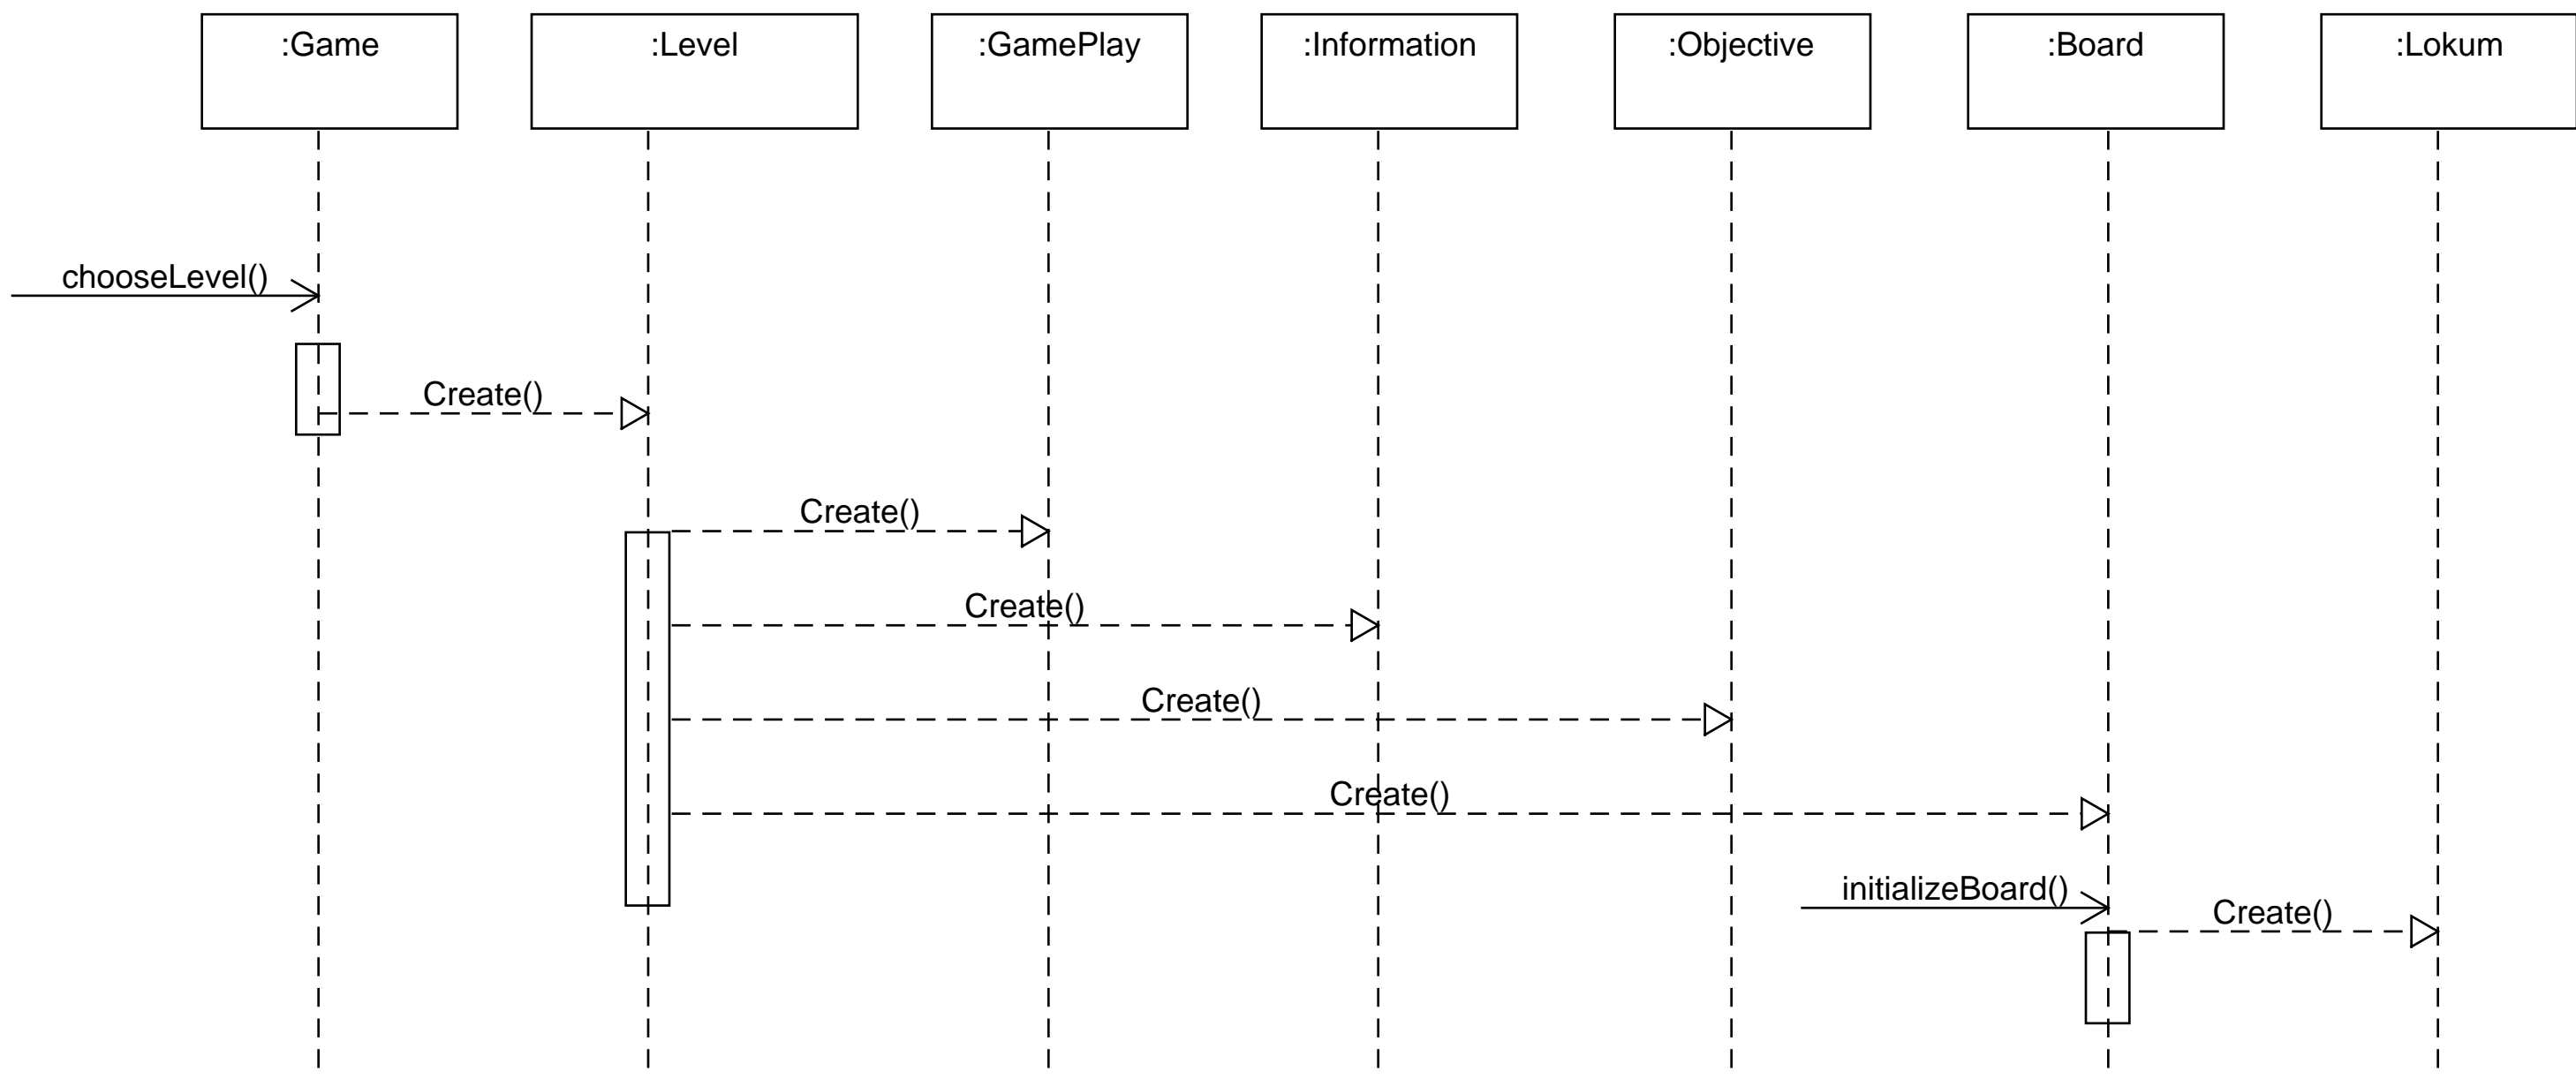 :Game
:Level
:GamePlay
:Information
:Objective
:Board
:Lokum
chooseLevel()
Create()
Create()
Create()
Create()
Create()
initializeBoard()
Create()